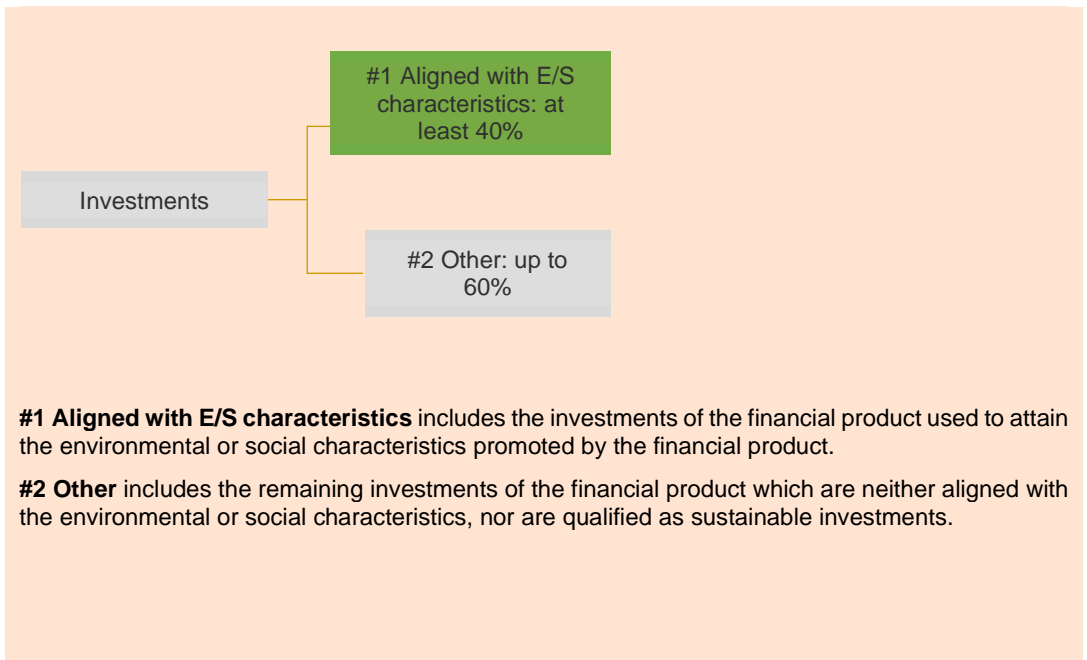 #1 Aligned with E/S
characteristics: at
least 40%
Investments
#2 Other: up to
60%
#1 Aligned with E/S characteristics includes the investments of the financial product used to attain
the environmental or social characteristics promoted by the financial product.
#2 Other includes the remaining investments of the financial product which are neither aligned with
the environmental or social characteristics, nor are qualified as sustainable investments.